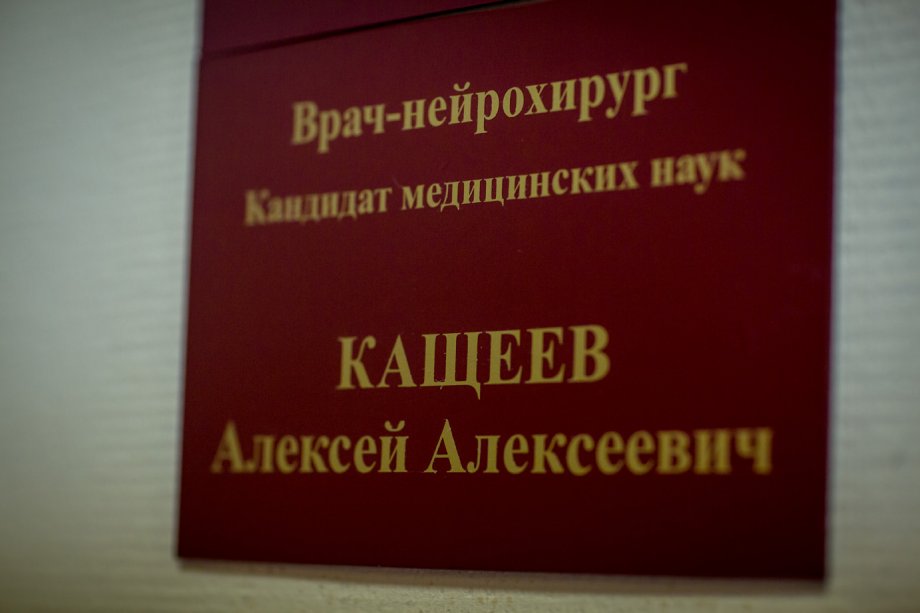 Врач-нейрохирург
Кандидат медицинских наук
КАЩЕЕВ
Алексей Алексеевич